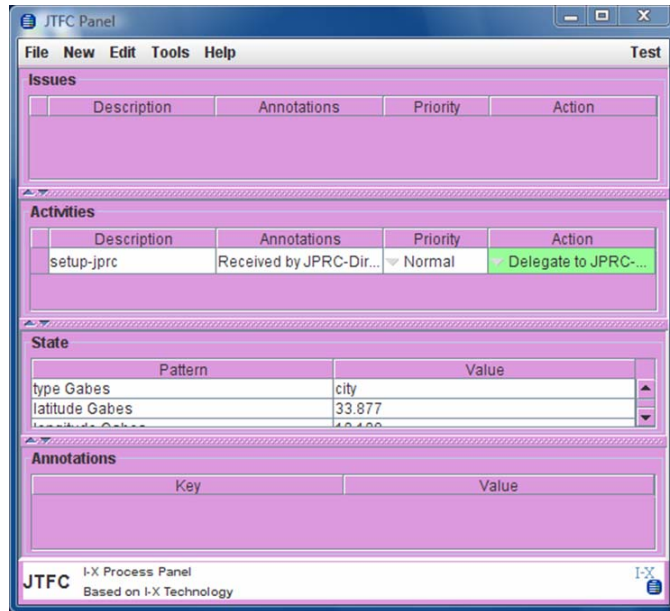 JTFC Panel
File New Edit Tools Help Test
Issues
Description Annotations Priority Action
Activities
Description Annotations Priority Action
setup-jprc Received by JPRC-Dir... Normal Delegate to JPRC-...
State
Pattern Value
type Gabes city
latitude Gabes 33.877
Annotations
Key Value
JTFC I-X Process Panel I-X
Based on I-X Technology